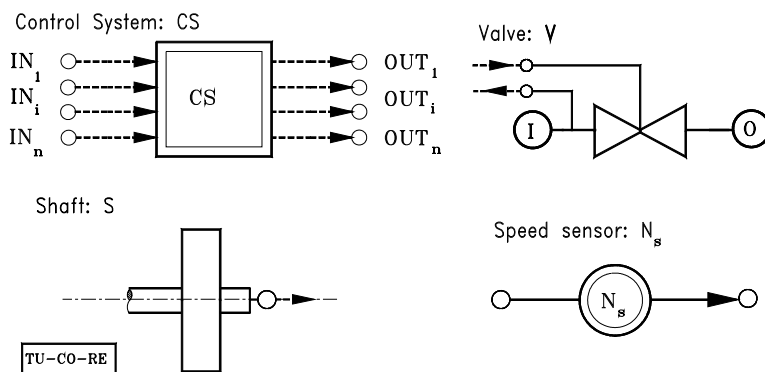 Control System: CS
IN1
INi
INn
CS
OUT1
OUTi
OUTn
Valve: V
I
O
Shaft: S
TU-CO-RE
Speed sensor: Ns
Ns